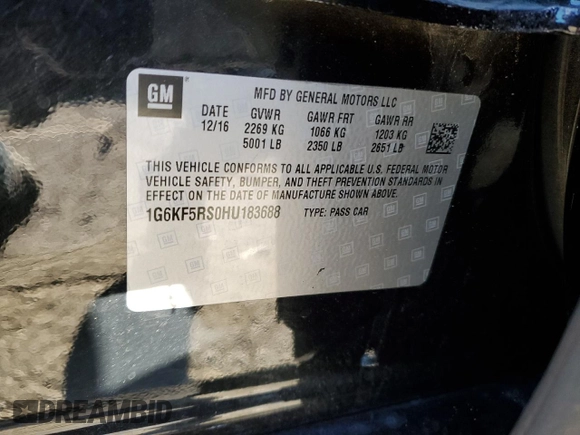 GM
MFD BY GENERAL MOTORS LLC
DATE GVWR GAWR FRT GAWR RR
12/16 2269 KG 1066 KG 1203 KG
5001 LB 2350 LB 2651 LB
THIS VEHICLE CONFORMS TO ALL APPLICABLE U.S. FEDERAL MOTOR
VEHICLE SAFETY, BUMPER, AND THEFT PREVENTION STANDARDS IN
EFFECT ON THE DATE OF MANUFACTURE SHOWN ABOVE.
1G6KF5RS0HU183688 TYPE: PASS CAR
DREAMBID